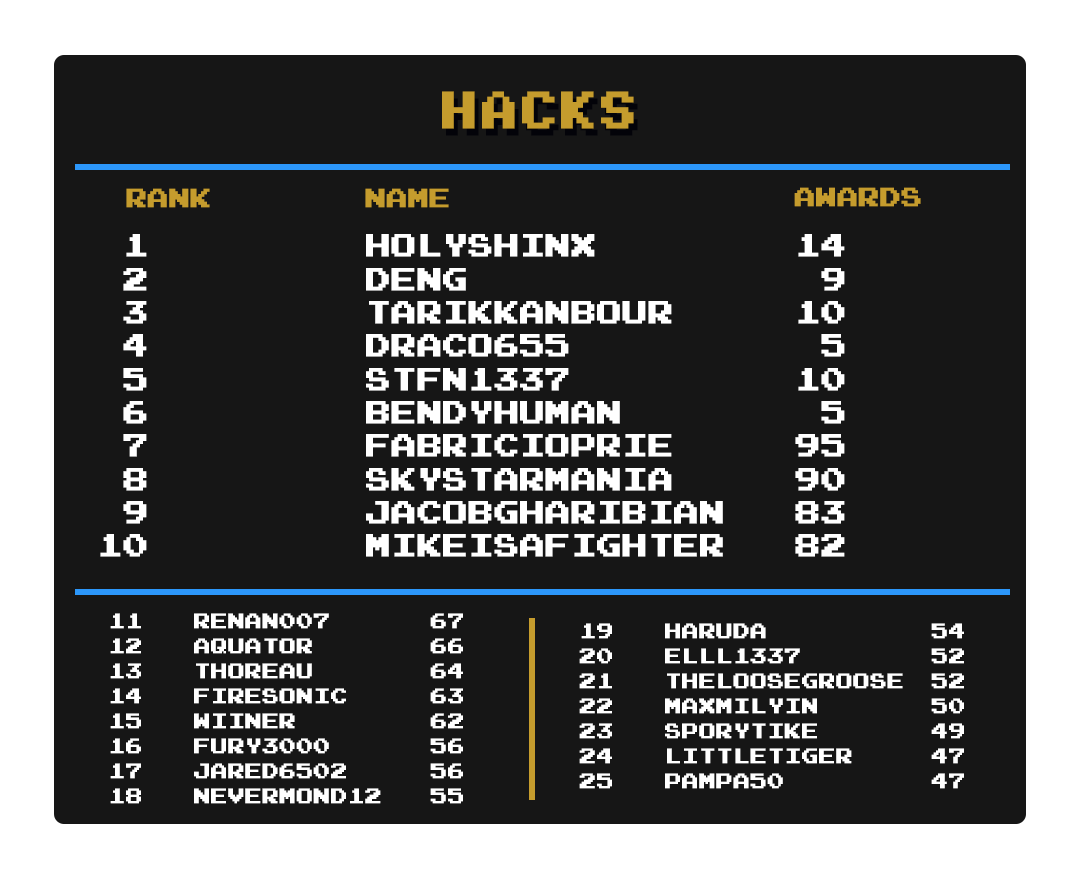 HACKS
RANK NAME AWARDS
1 HOLYSHINX 14
2 DENG 9
3 TARIKKANBOUR 10
4 DRACO655 5
5 STFN1337 10
6 BENDYHUMAN 5
7 FABRICIOPRIE 95
8 SKYSTARMANIA 90
9 JACOBGHARIBIAN 83
10 MIKEISAFIGHTER 82
11 RENAN007 67
12 AQUATOR 66
13 THOREAU 64
14 FIRESONIC 63
15 WIINER 62
16 FURY3000 56
17 JARED6502 56
18 NEVERMOND12 55
19 HARUDA 54
20 ELLL1337 52
21 THELOOSEGROOSE 52
22 MAXMILYIN 50
23 SPORYTIKE 49
24 LITTLETIGER 47
25 PAMPA50 47